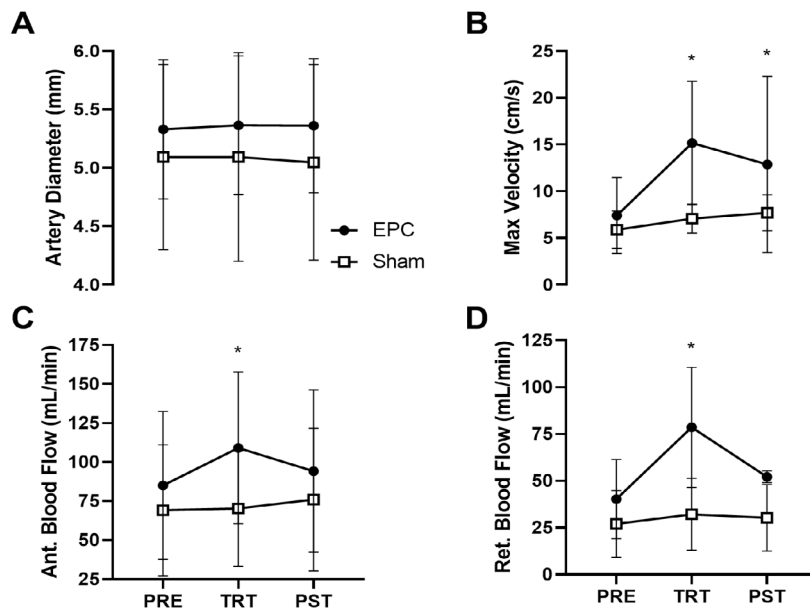 A
Artery Diameter (mm)
6.0
5.5
5.0
4.5
4.0
EPC
Sham
B
Max Velocity (cm/s)
25
20
15
10
5
0
*
*
C
Ant. Blood Flow (mL/min)
175
150
125
100
75
50
25
*
PRE
TRT
PST
D
Ret. Blood Flow (mL/min)
125
100
75
50
25
0
*
PRE
TRT
PST